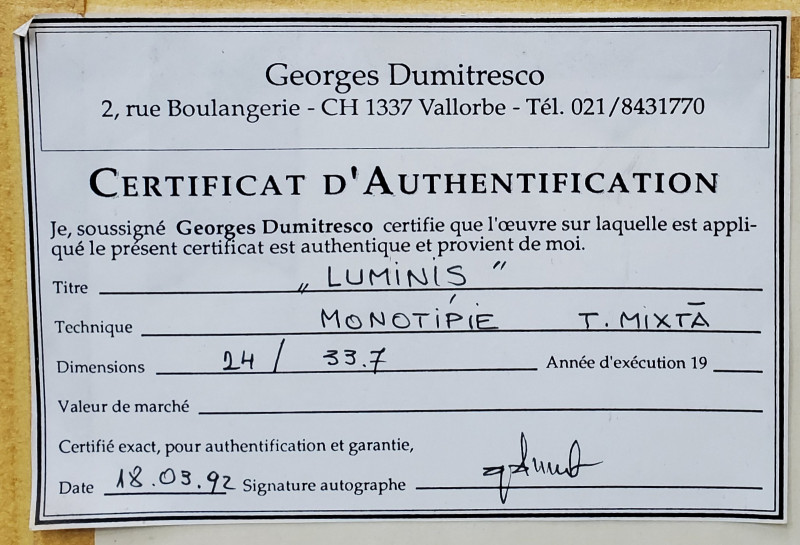 Georges Dumitresco
2, rue Boulangerie - CH 1337 Vallorbe - Tél. 021/8431770
CERTIFICAT D'AUTHENTIFICATION
Je, soussigné Georges Dumitresco certifie que l'œuvre sur laquelle est appli-
qué le présent certificat est authentique et provient de moi.
Titre „LUMINIS”
Technique MONOTIPIE T. MIXTĂ
Dimensions 24/33.7 Année d'exécution 19
Valeur de marché
Certifié exact, pour authentification et garantie,
Date 18.03.92 Signature autographe